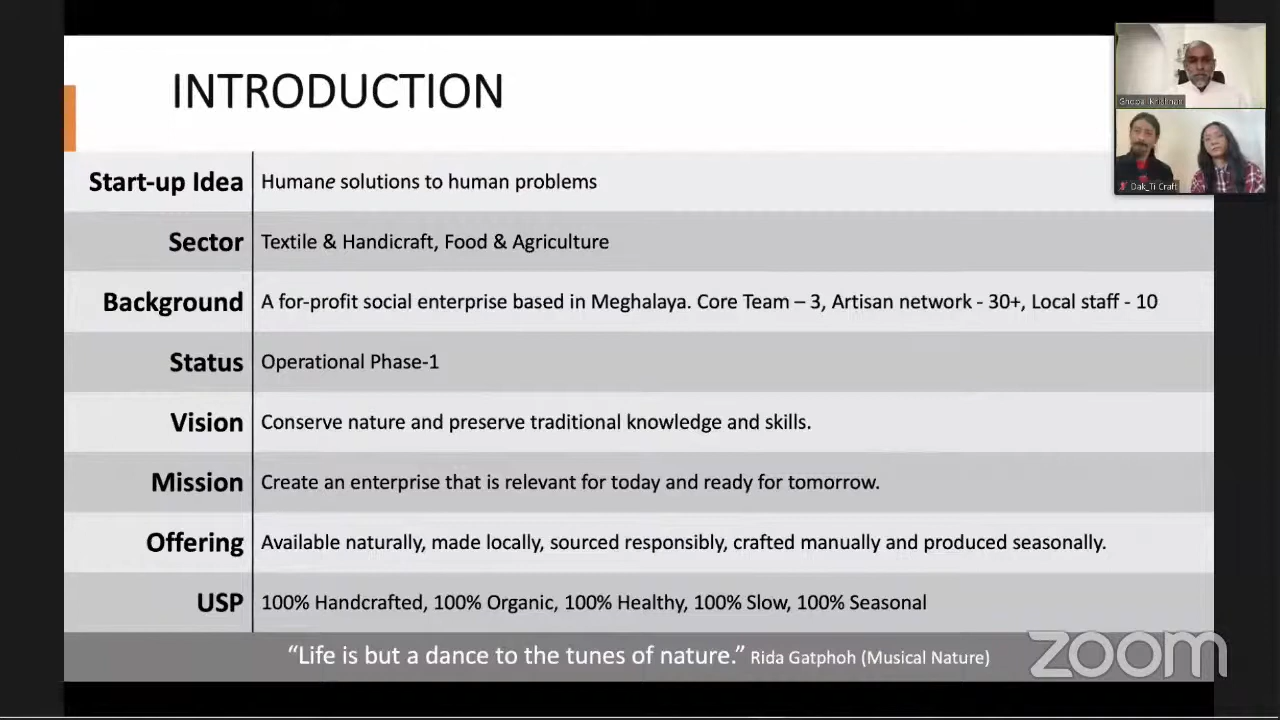 INTRODUCTION
Start-up Idea Humane solutions to human problems
Sector Textile & Handicraft, Food & Agriculture
Background A for-profit social enterprise based in Meghalaya. Core Team – 3, Artisan network - 30+, Local staff - 10
Status Operational Phase-1
Vision Conserve nature and preserve traditional knowledge and skills.
Mission Create an enterprise that is relevant for today and ready for tomorrow.
Offering Available naturally, made locally, sourced responsibly, crafted manually and produced seasonally.
USP 100% Handcrafted, 100% Organic, 100% Healthy, 100% Slow, 100% Seasonal
“Life is but a dance to the tunes of nature.” Rida Gatphoh (Musical Nature)
Dak_Ti Craft
zoom